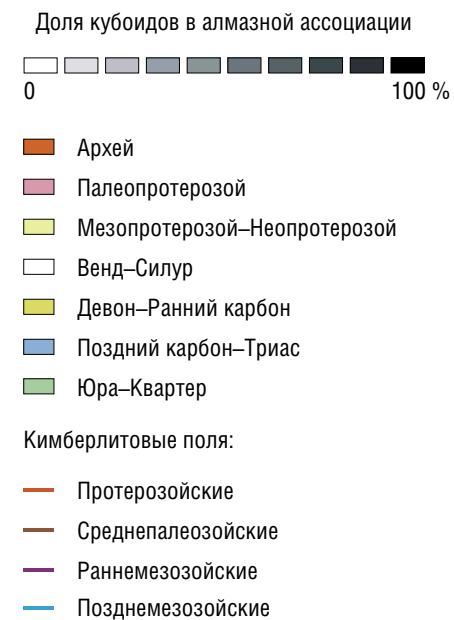 Доля кубоидов в алмазной ассоциации
0 100 %
Архей
Палеопротерозой
Мезопротерозой–Неопротерозой
Венд–Силур
Девон–Ранний карбон
Поздний карбон–Триас
Юра–Квартер
Кимберлитовые поля:
Протерозойские
Среднепалеозойские
Раннемезозойские
Позднемезозойские